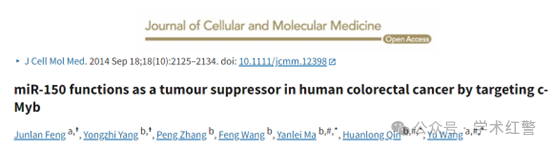 Journal of Cellular and Molecular Medicine
Open Access
▸ J Cell Mol Med. 2014 Sep 18;18(10):2125–2134. doi: 10.1111/jcmm.12398
miR-150 functions as a tumour suppressor in human colorectal cancer by targeting c-
Myb
Junlan Feng a,†, Yongzhi Yang b,†, Peng Zhang b, Feng Wang b, Yanlei Ma b,#,*, Huanlong Qin b,#,*, Yu Wang a,#,*
公众号 · 学术红警